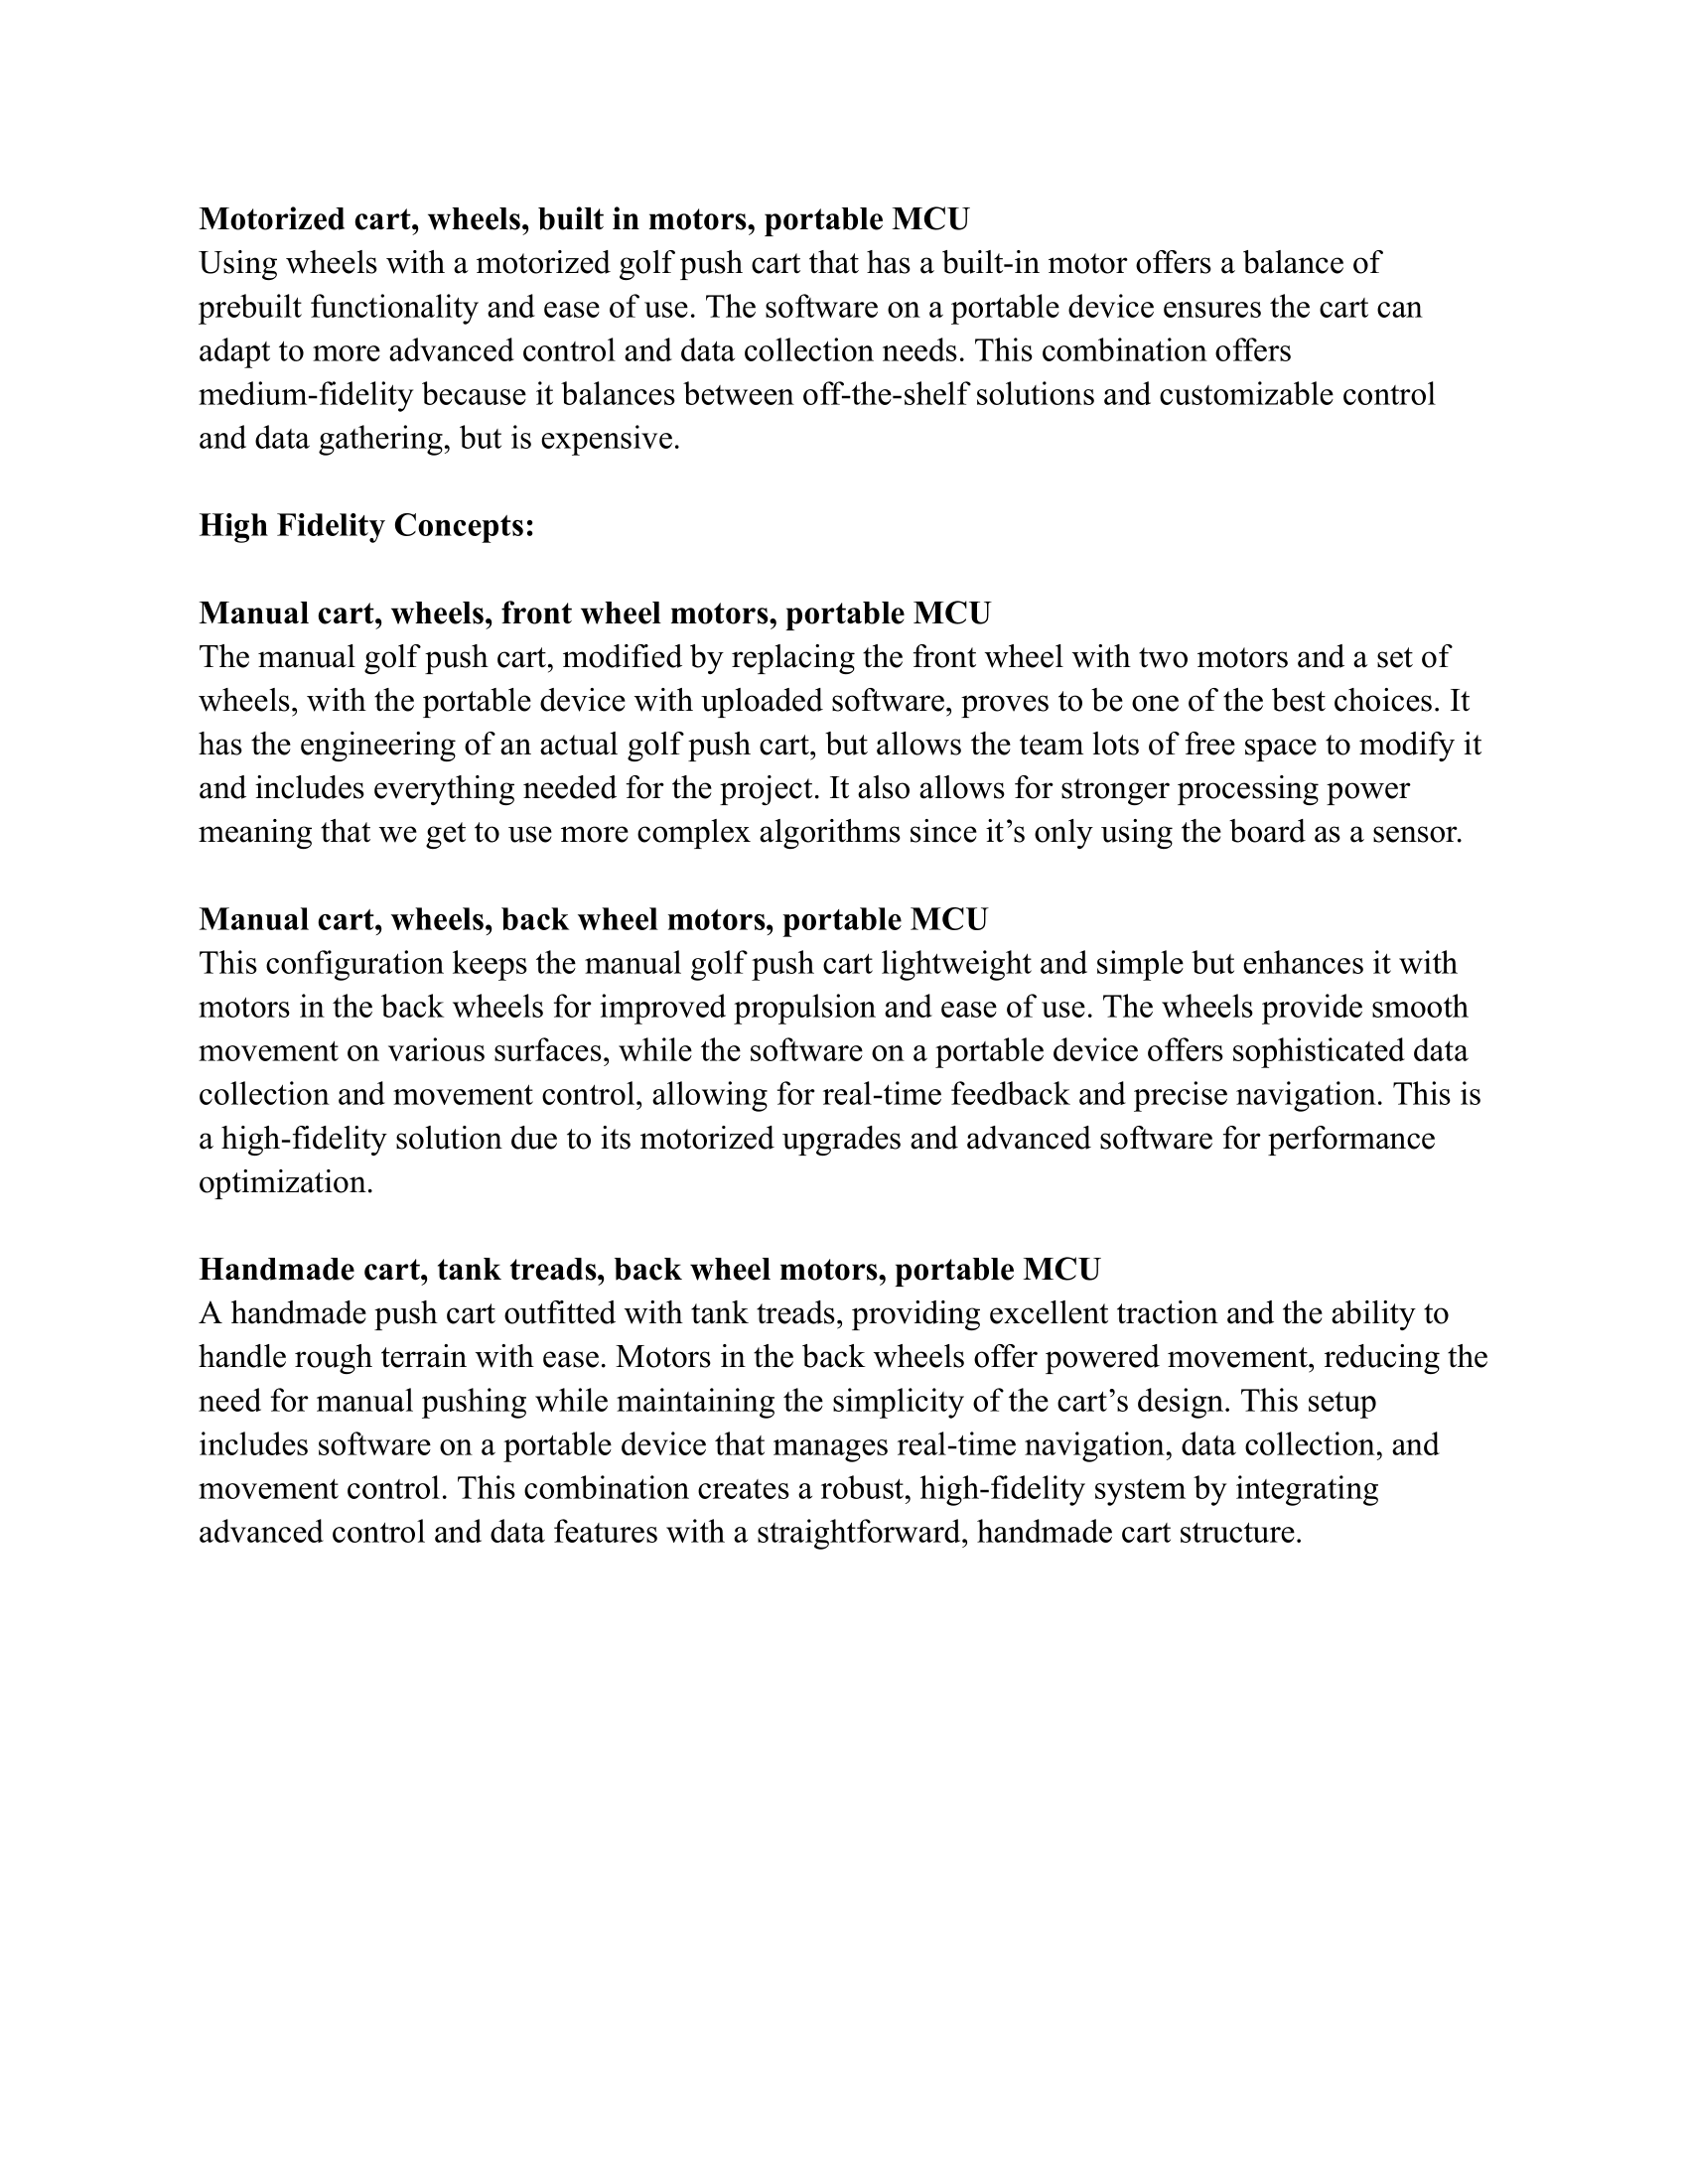 Motorized cart, wheels, built in motors, portable MCU
Using wheels with a motorized golf push cart that has a built-in motor offers a balance of
prebuilt functionality and ease of use. The software on a portable device ensures the cart can
adapt to more advanced control and data collection needs. This combination offers
medium-fidelity because it balances between off-the-shelf solutions and customizable control
and data gathering, but is expensive.
High Fidelity Concepts:
Manual cart, wheels, front wheel motors, portable MCU
The manual golf push cart, modified by replacing the front wheel with two motors and a set of
wheels, with the portable device with uploaded software, proves to be one of the best choices. It
has the engineering of an actual golf push cart, but allows the team lots of free space to modify it
and includes everything needed for the project. It also allows for stronger processing power
meaning that we get to use more complex algorithms since it’s only using the board as a sensor.
Manual cart, wheels, back wheel motors, portable MCU
This configuration keeps the manual golf push cart lightweight and simple but enhances it with
motors in the back wheels for improved propulsion and ease of use. The wheels provide smooth
movement on various surfaces, while the software on a portable device offers sophisticated data
collection and movement control, allowing for real-time feedback and precise navigation. This is
a high-fidelity solution due to its motorized upgrades and advanced software for performance
optimization.
Handmade cart, tank treads, back wheel motors, portable MCU
A handmade push cart outfitted with tank treads, providing excellent traction and the ability to
handle rough terrain with ease. Motors in the back wheels offer powered movement, reducing the
need for manual pushing while maintaining the simplicity of the cart’s design. This setup
includes software on a portable device that manages real-time navigation, data collection, and
movement control. This combination creates a robust, high-fidelity system by integrating
advanced control and data features with a straightforward, handmade cart structure.